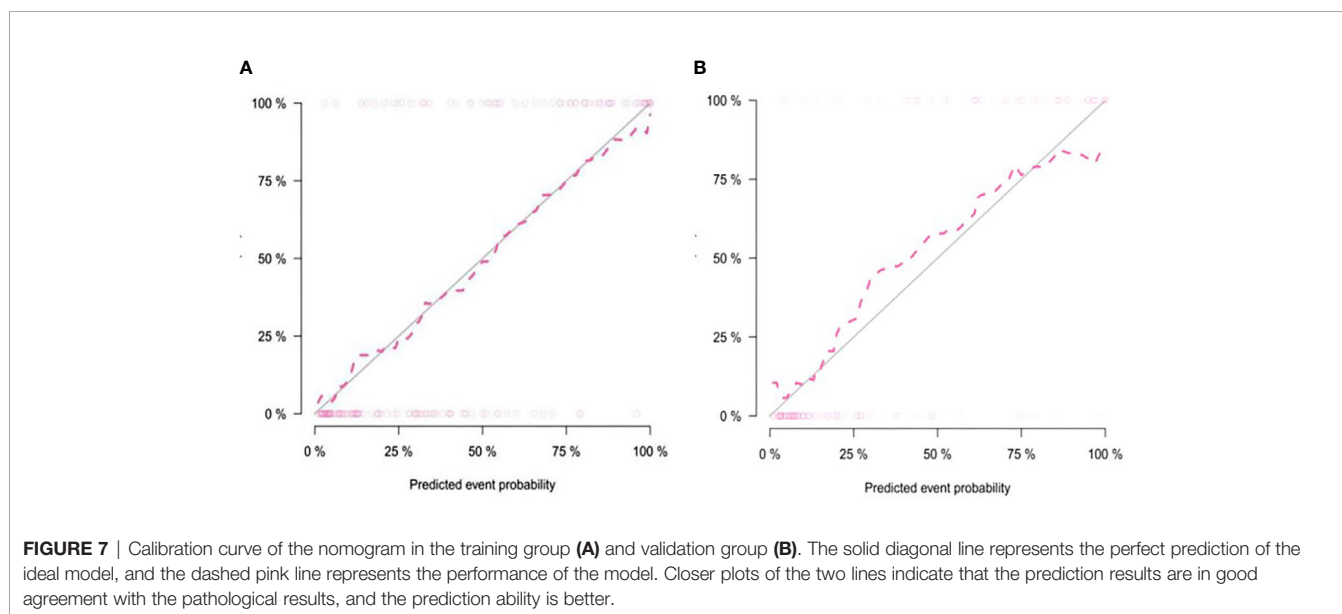 A
B
100 %
75 %
50 %
25 %
0 %
0 %
25 %
50 %
75 %
100 %
Predicted event probability
100 %
75 %
50 %
25 %
0 %
0 %
25 %
50 %
75 %
100 %
Predicted event probability
FIGURE 7 | Calibration curve of the nomogram in the training group (A) and validation group (B). The solid diagonal line represents the perfect prediction of the
ideal model, and the dashed pink line represents the performance of the model. Closer plots of the two lines indicate that the prediction results are in good
agreement with the pathological results, and the prediction ability is better.